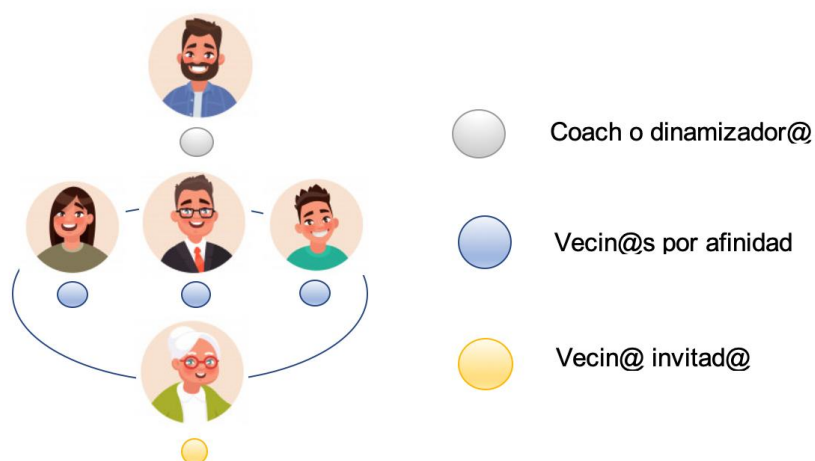 Coach o dinamizador@
Vecin@s por afinidad
Vecin@ invitad@